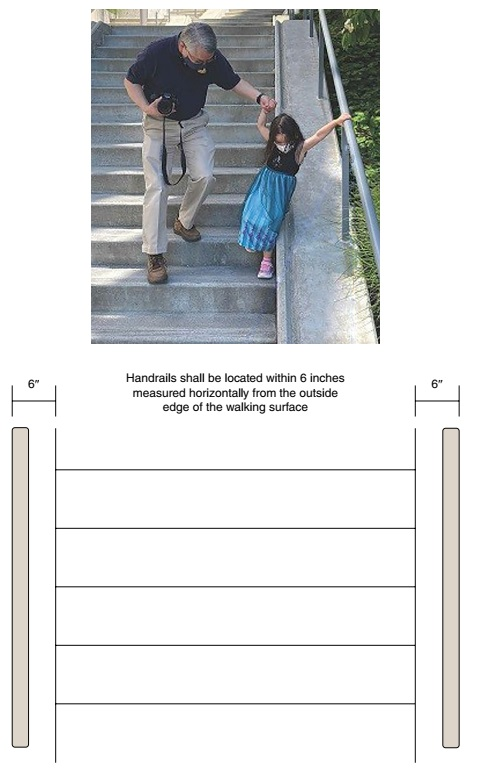 6″
Handrails shall be located within 6 inches
measured horizontally from the outside
edge of the walking surface
6″